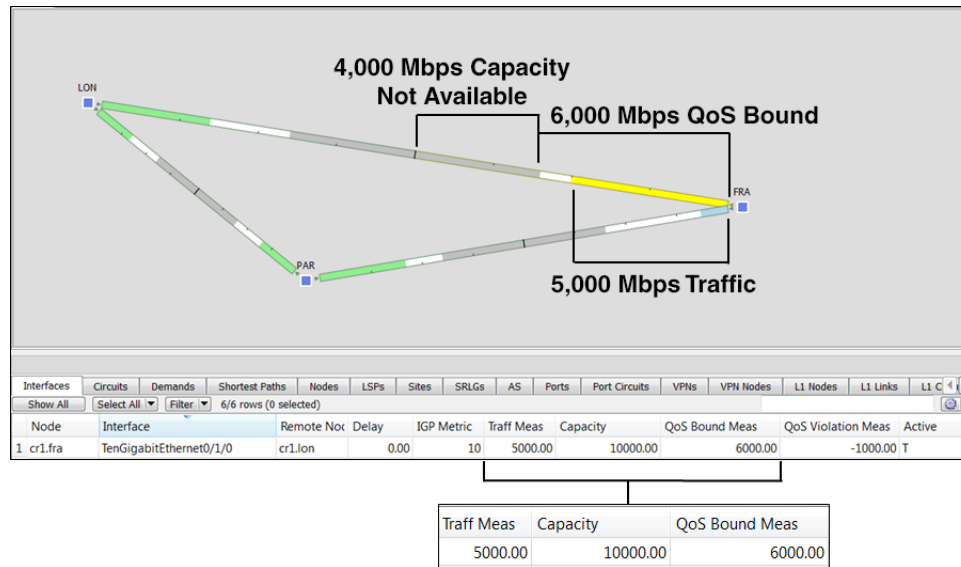 4,000 Mbps Capacity
Not Available
LON
6,000 Mbps QoS Bound
FRA
PAR
5,000 Mbps Traffic
Interfaces Circuits Demands Shortest Paths Nodes LSPs Sites SRLGs AS Ports Port Circuits VPNs VPN Nodes L1 Nodes L1 Links L1 C
Show All Select All Filter 6/6 rows (0 selected)
Node Interface Remote Noc Delay IGP Metric Traff Meas Capacity QoS Bound Meas QoS Violation Meas Active
1 cr1.fra TenGigabitEthernet0/1/0 cr1.lon 0.00 10 5000.00 10000.00 6000.00 -1000.00 T
Traff Meas Capacity QoS Bound Meas
5000.00 10000.00 6000.00